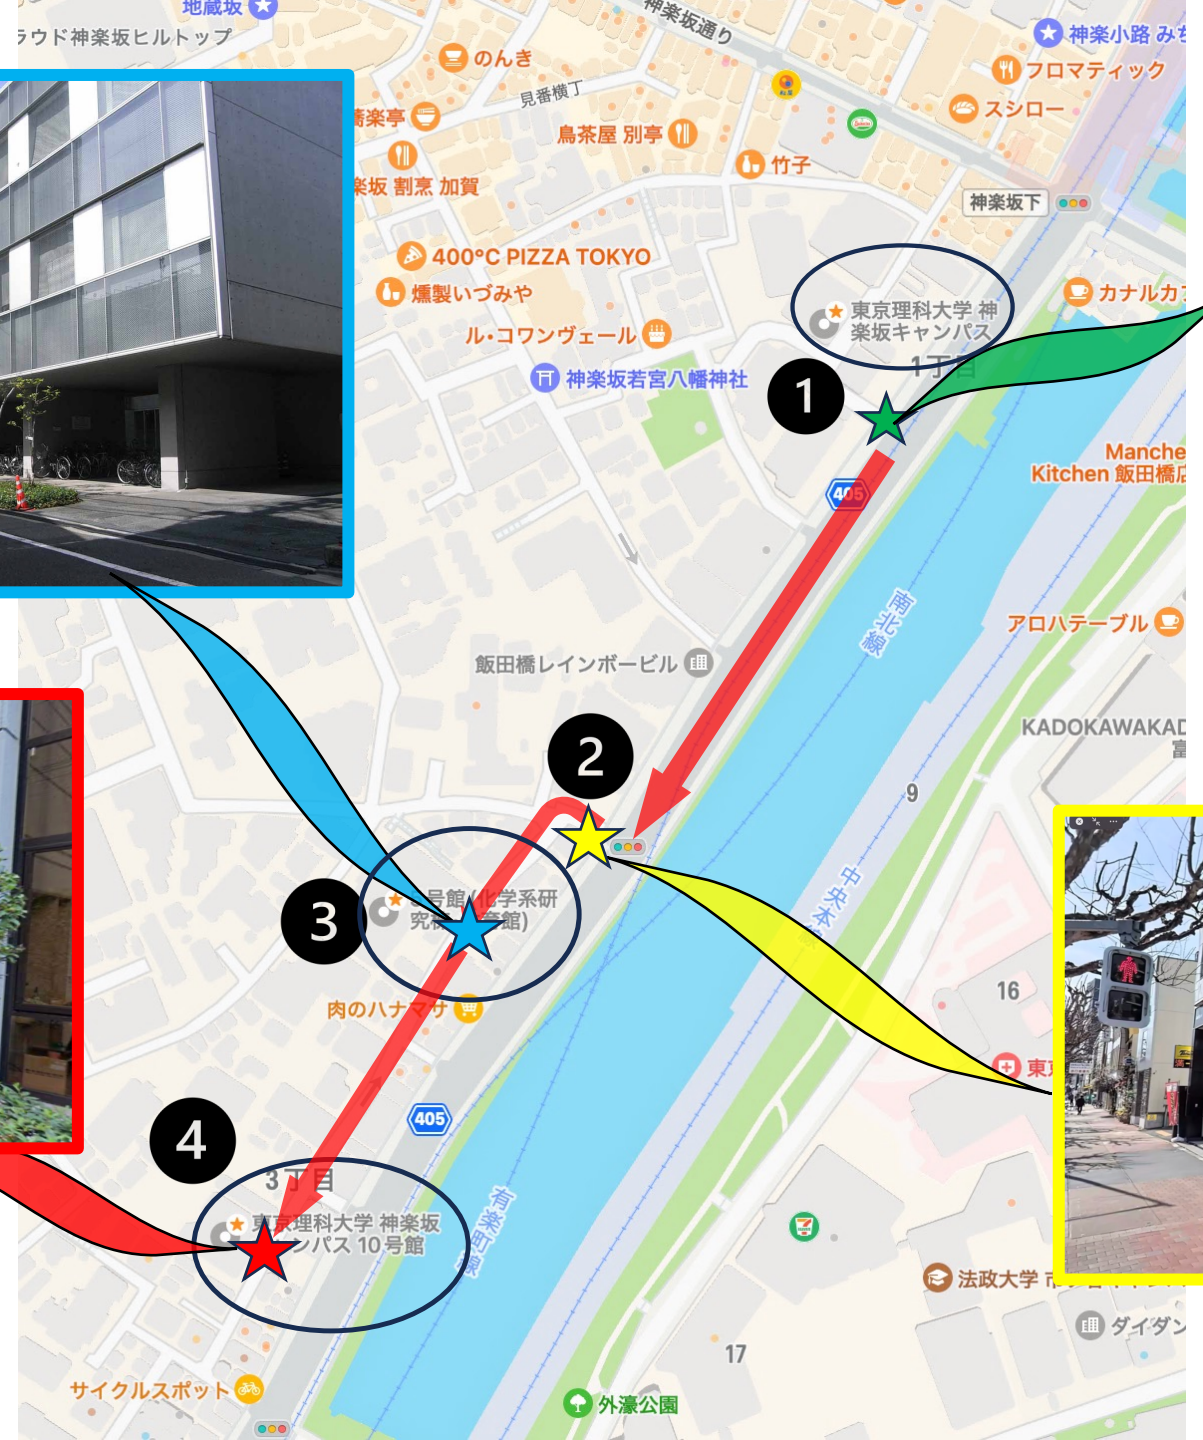 地蔵坂
ラウド神楽坂ヒルトップ
神楽坂通り
神楽小路 みち
のんき
フロマティック
見番横丁
スシロー
楽亭
鳥茶屋 別亭
竹子
楽坂 割烹 加賀
神楽坂下
400°C PIZZA TOKYO
燻製いづみや
カナルカフ
東京理科大学 神
楽坂キャンパス
ル・コワンヴェール
1丁目
神楽坂若宮八幡神社
1
Manche
Kitchen 飯田橋店
405
南北線
アロハテーブル
飯田橋レインボービル
KADOKAWAKAD
富
2
9
中央本線
号館(化学系研
究
館)
3
16
肉のハナマサ
東
405
4
3丁目
東京理科大学 神楽坂
ンパス 10号館
有楽町線
法政大学 市
ダイダン
17
サイクルスポット
外濠公園